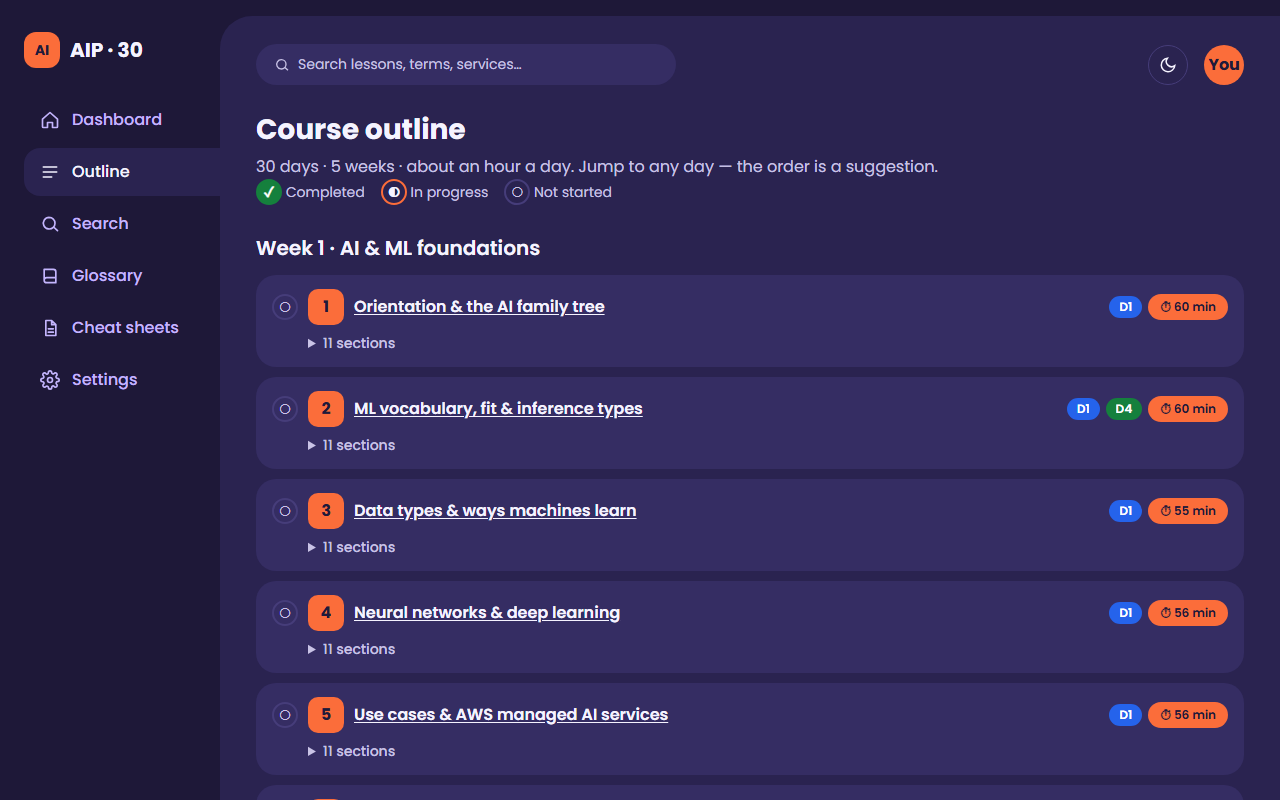 AI AIP · 30
Dashboard
Outline
Search
Glossary
Cheat sheets
Settings
Search lessons, terms, services…
You
Course outline
30 days · 5 weeks · about an hour a day. Jump to any day — the order is a suggestion.
✓ Completed In progress Not started
Week 1 · AI & ML foundations
1 Orientation & the AI family tree D1 60 min
11 sections
2 ML vocabulary, fit & inference types D1 D4 60 min
11 sections
3 Data types & ways machines learn D1 55 min
11 sections
4 Neural networks & deep learning D1 56 min
11 sections
5 Use cases & AWS managed AI services D1 56 min
11 sections